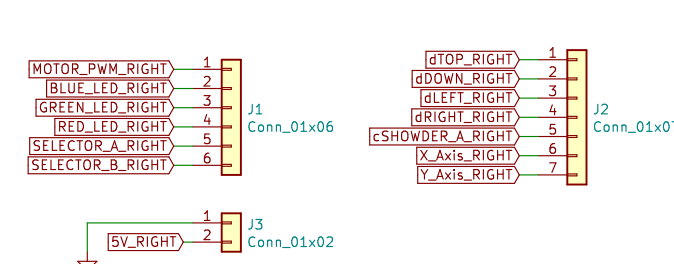 MOTOR_PWM_RIGHT 1
BLUE_LED_RIGHT 2
GREEN_LED_RIGHT 3
RED_LED_RIGHT 4
SELECTOR_A_RIGHT 5
SELECTOR_B_RIGHT 6
J1
Conn_01x06
dTOP_RIGHT 1
dDOWN_RIGHT 2
dLEFT_RIGHT 3
dRIGHT_RIGHT 4
cSHOWDER_A_RIGHT 5
X_Axis_RIGHT 6
Y_Axis_RIGHT 7
J2
Conn_01x0
1
5V_RIGHT 2
J3
Conn_01x02